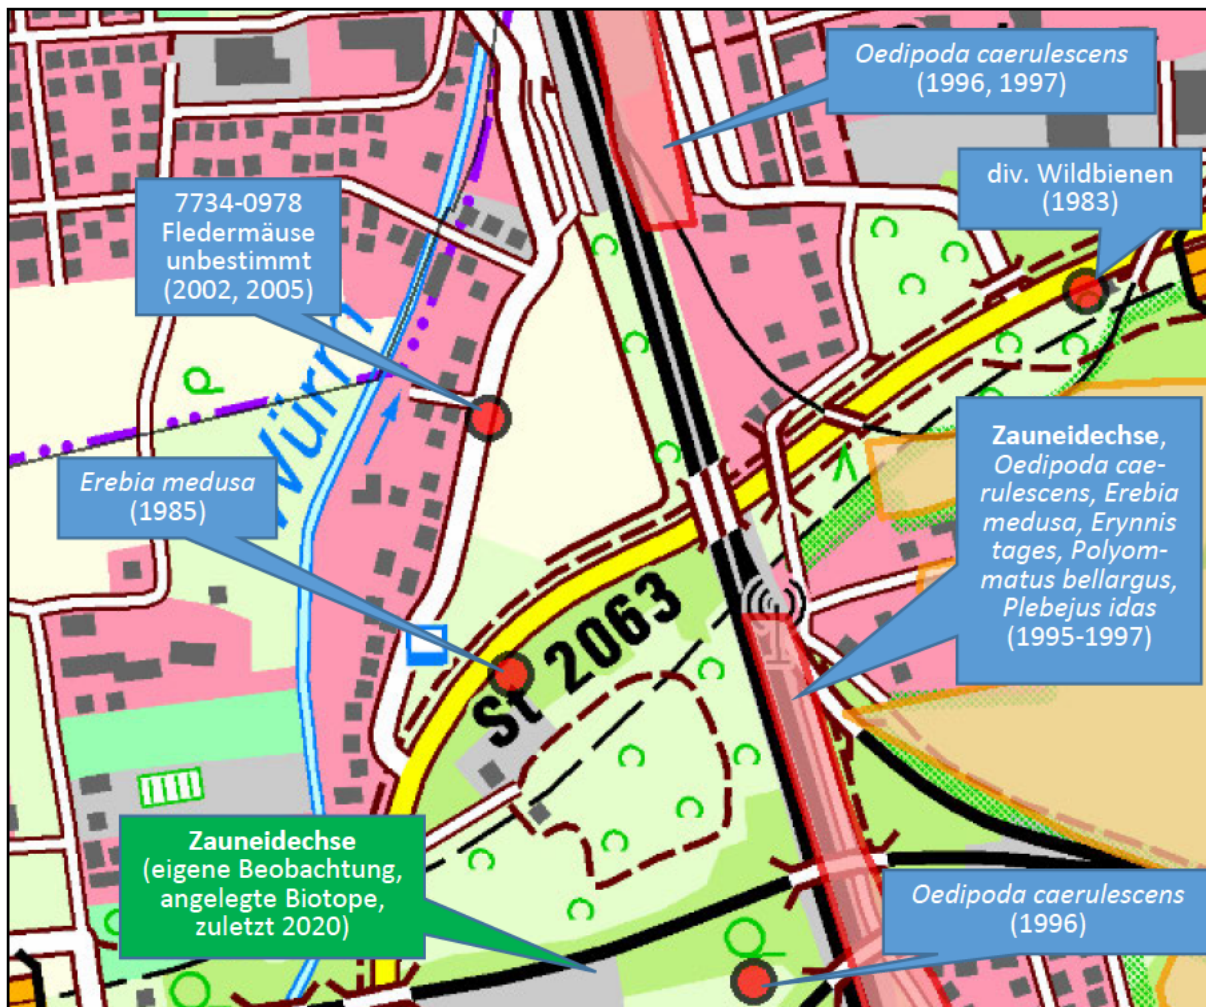 Oedipoda caerulescens
(1996, 1997)
div. Wildbienen
(1983)
7734-0978
Fledermäuse
unbestimmt
(2002, 2005)
Würm
Erebia medusa
(1985)
Zauneidechse,
Oedipoda cae-
rulescens, Erebia
medusa, Erynnis
tages, Polyom-
matus bellargus,
Plebejus idas
(1995-1997)
St 2063
Zauneidechse
(eigene Beobachtung,
angelegte Biotope,
zuletzt 2020)
Oedipoda caerulescens
(1996)